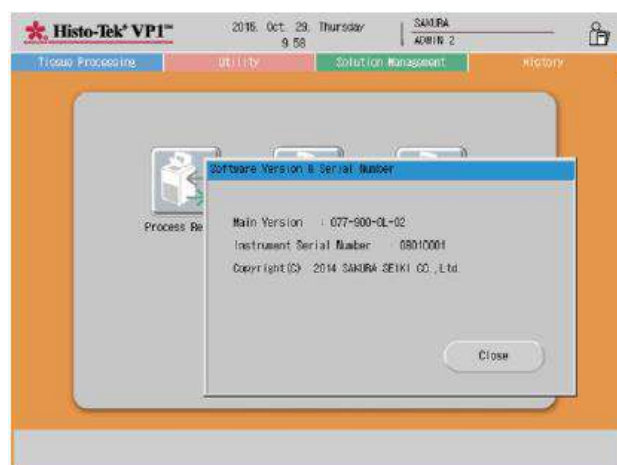 Histo-Tek® VP1™
2015. Oct. 29. Thursday
9:58
SAKURA
ADMIN 2
Tissue Processing
Utility
Solution Management
History
Process Re
Software Version & Serial Number
Main Version : 077-900-0L-02
Instrument Serial Number : 08010001
Copyright(C) 2014 SAKURA SEIKI CO.,Ltd.
Close